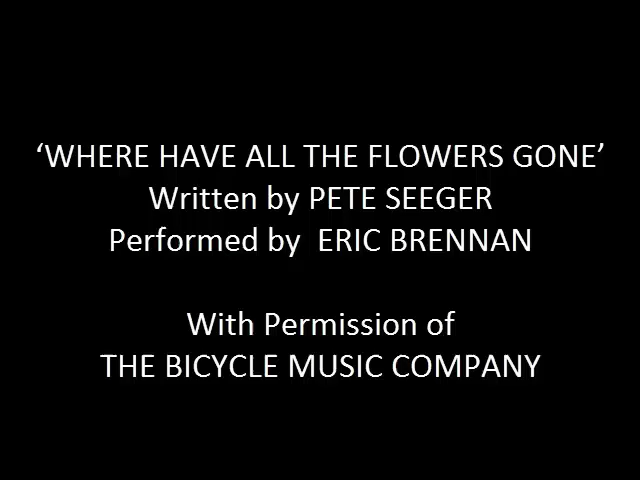 ‘WHERE HAVE ALL THE FLOWERS GONE’
Written by PETE SEEGER
Performed by  ERIC BRENNAN
With Permission of
THE BICYCLE MUSIC COMPANY